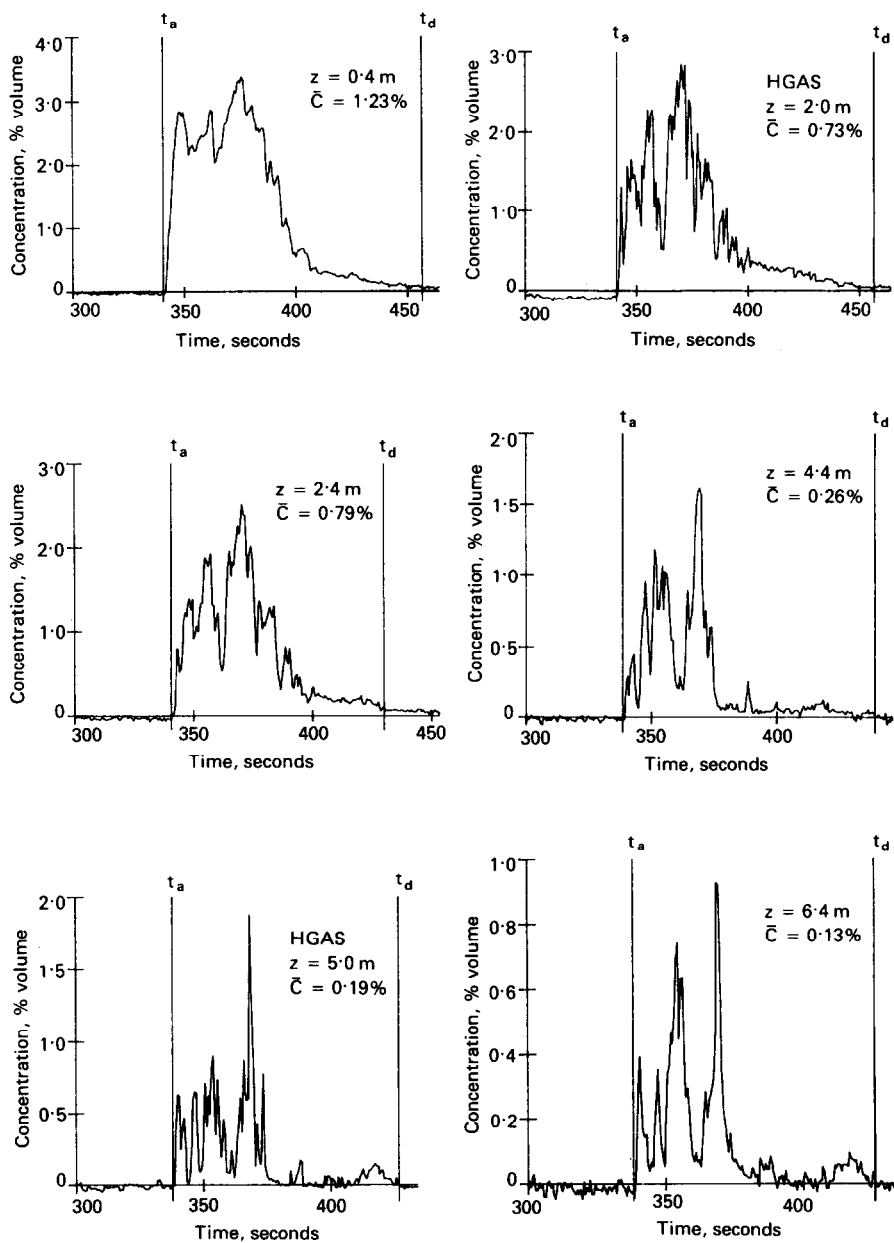 t_a
t_d
4·0
3·0
2·0
1·0
0
Concentration, % volume
z = 0·4 m
C̄ = 1·23%
300
350
400
450
Time, seconds
t_a
t_d
3·0
2·0
1·0
0
Concentration, % volume
HGAS
z = 2·0 m
C̄ = 0·73%
300
350
400
450
Time, seconds
t_a
t_d
3·0
2·0
1·0
0
Concentration, % volume
z = 2·4 m
C̄ = 0·79%
300
350
400
450
Time, seconds
t_a
t_d
2·0
1·5
1·0
0·5
0
Concentration, % volume
z = 4·4 m
C̄ = 0·26%
300
350
400
Time, seconds
t_a
t_d
2·0
1·5
1·0
0·5
0
Concentration, % volume
HGAS
z = 5·0 m
C̄ = 0·19%
300
350
400
Time, seconds
t_a
t_d
1·0
0·8
0·6
0·4
0·2
0
Concentration, % volume
z = 6·4 m
C̄ = 0·13%
300
350
400
Time, seconds